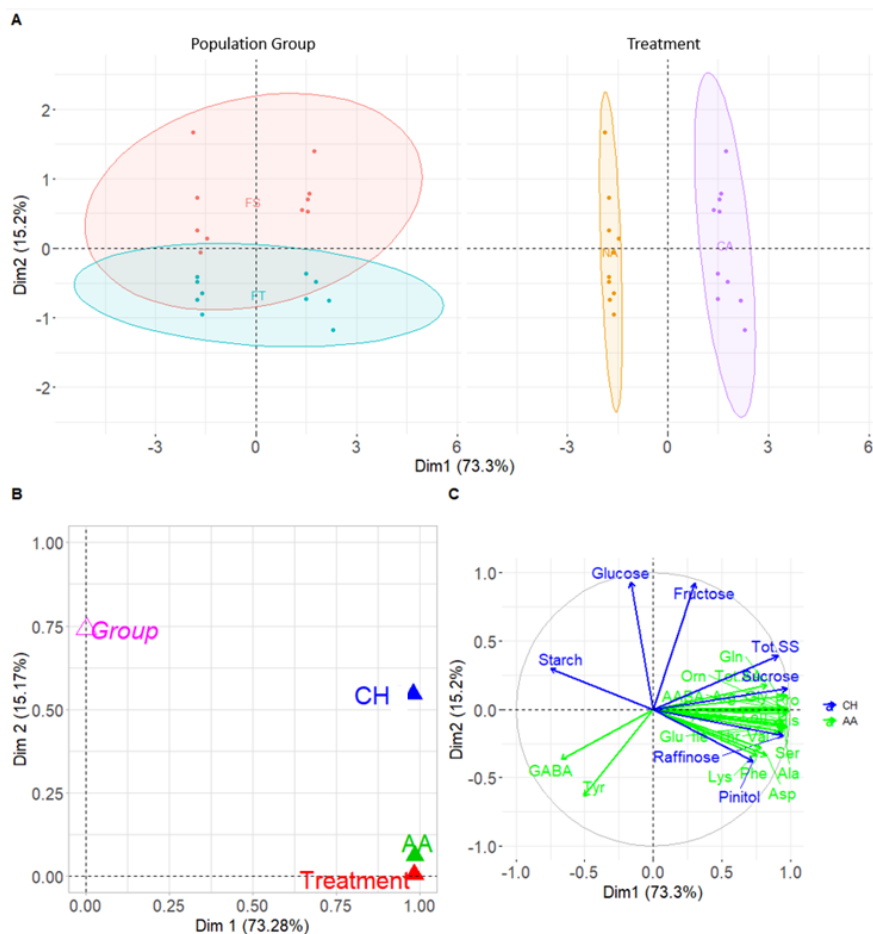 A
Population Group
Treatment
Dim2 (15.2%)
2
1
0
-1
-2
FS
FT
NA
CA
-3
0
3
6
-3
0
3
6
Dim1 (73.3%)
B
1.00
0.75
0.50
0.25
0.00
Dim 2 (15.17%)
Group
CH
AA
Treatment
0.00
0.25
0.50
0.75
1.00
Dim 1 (73.28%)
C
1.0
0.5
0.0
-0.5
-1.0
Dim2 (15.2%)
Glucose
Fructose
Starch
Tot.SS
Gln
Orn
Sucrose
AABA
Glu
Val
Raffinose
Ser
GABA
Tyr
Lys
Phe
Ala
Pinitol
Asp
-1.0
-0.5
0.0
0.5
1.0
Dim1 (73.3%)
CH
AA